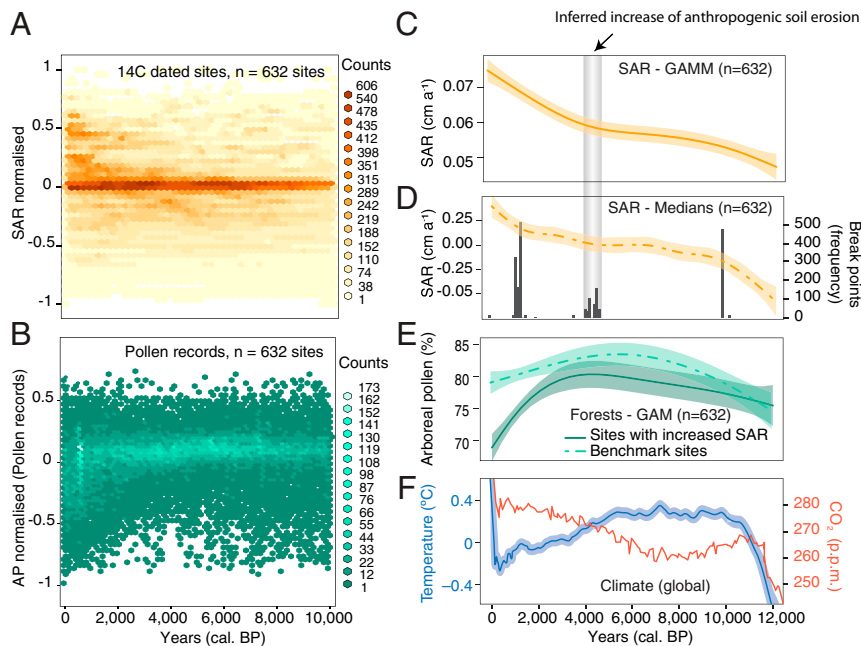 Inferred increase of anthropogenic soil erosion
A
14C dated sites, n = 632 sites
Counts
606
540
478
435
412
398
351
315
289
242
219
188
152
110
74
38
1
1
0.5
0
-0.5
-1
SAR normalised
B
Pollen records, n = 632 sites
Counts
173
162
152
141
130
119
108
98
87
76
66
55
44
33
22
12
1
0.5
0
-0.5
-1
AP normalised (Pollen records)
0
2,000
4,000
6,000
8,000
10,000
Years (cal. BP)
C
SAR - GAMM (n=632)
0.07
0.06
0.05
SAR (cm a⁻¹)
D
SAR - Medians (n=632)
0.25
0.00
-0.25
-0.05
SAR (cm a⁻¹)
500
400
300
200
100
0
Break points
(frequency)
E
85
80
75
70
Arboreal pollen (%)
Forests - GAM (n=632)
Sites with increased SAR
Benchmark sites
F
0.4
0
−0.4
Temperature (°C)
280
270
260
250
CO₂
(p.p.m.)
Climate (global)
0
2,000
4,000
6,000
8,000
10,000
12,000
Years (cal. BP)